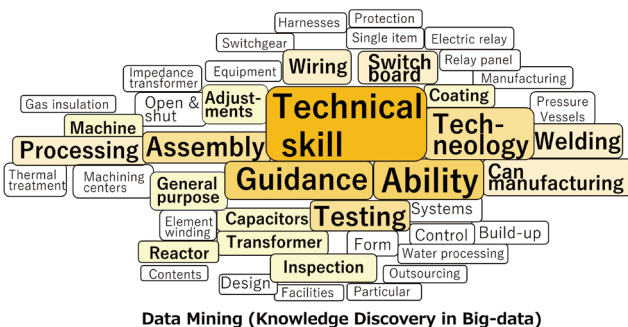 Harnesses
Protection
Switchgear
Single item
Electric relay
Impedance
transformer
Equipment
Wiring
Switch
board
Relay panel
Manufacturing
Gas insulation
Open &
shut
Adjust-
ments
Technical
skill
Coating
Pressure
Vessels
Machine
Processing
Assembly
Tech-
neology
Welding
Thermal
treatment
Machining
centers
General
purpose
Guidance
Ability
Can
manufacturing
Element
winding
Capacitors
Testing
Systems
Reactor
Transformer
Form
Control
Build-up
Water processing
Contents
Inspection
Outsourcing
Design
Facilities
Particular
Data Mining (Knowledge Discovery in Big-data)